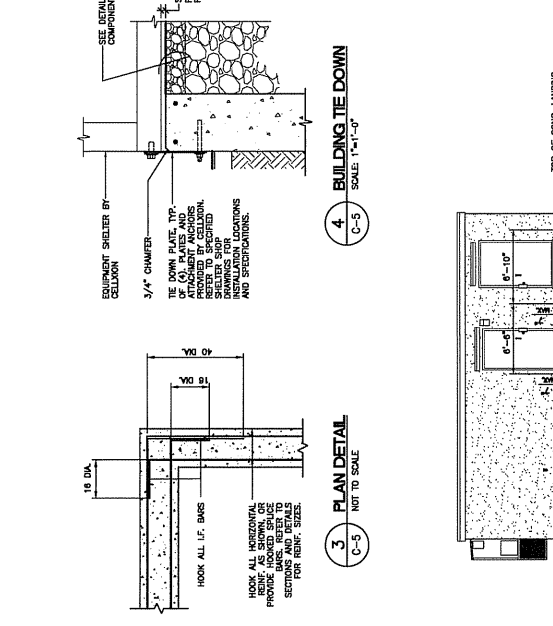 SEE DETAIL
COMPONEN
EQUIPMENT SHELTER BY
CELLXION
3/4" CHAMFER
TIE DOWN PLATE, TYP.
OF (4). PLATES AND
ATTACHMENT ANCHORS
PROVIDED BY CELLXION.
REFER TO SPECIFIED
SHELTER SHOP
DRAWINGS FOR
INSTALLATION LOCATIONS
AND SPECIFICATIONS.
4
C-5
BUILDING TIE DOWN
SCALE: 1"=1'-0"
40 DIA.
16 DIA.
16 DIA.
HOOK ALL I.F. BARS
HOOK ALL HORIZONTAL
REINF. AS SHOWN, OR
PROVIDE HOOKED SPLICE
BARS. REFER TO
SECTIONS AND DETAILS
FOR REINF. SIZES.
3
C-5
PLAN DETAIL
NOT TO SCALE
6'-10"
6'-6"
MAX.